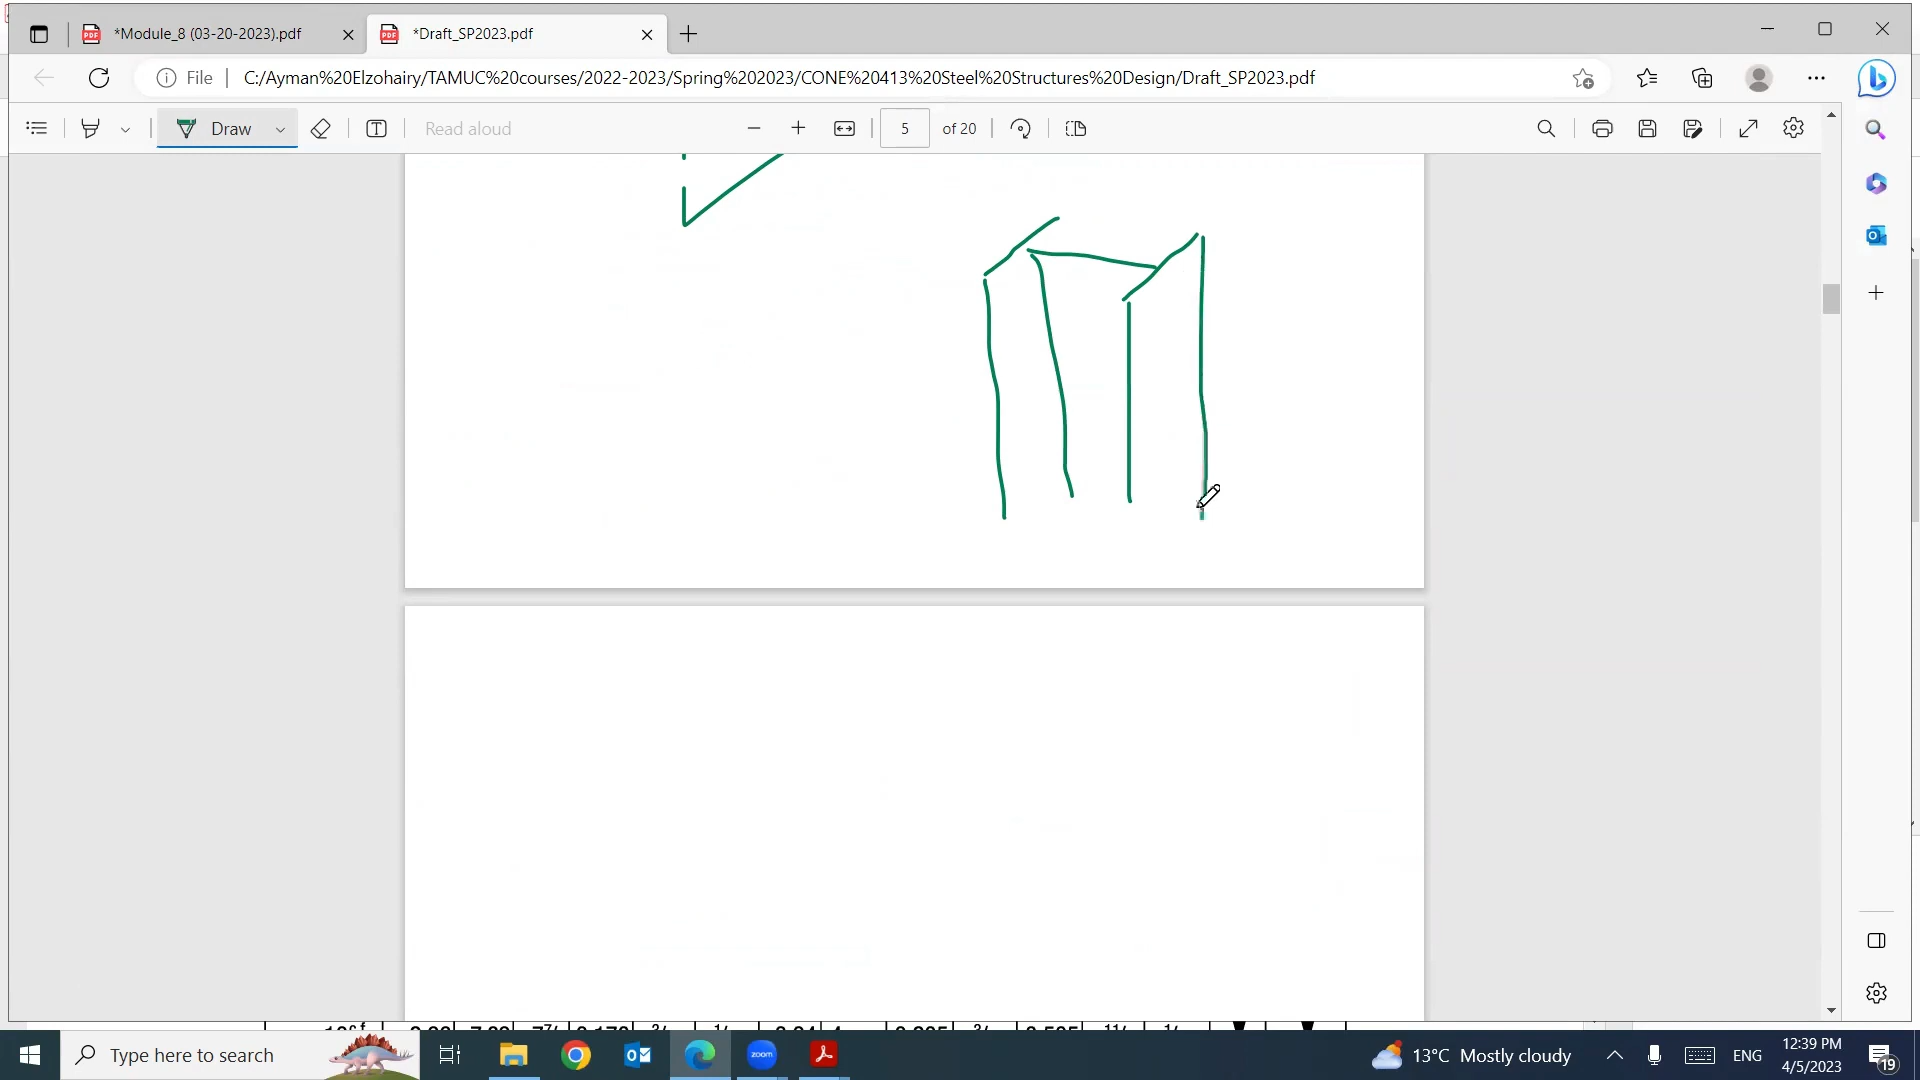 *Module_8 (03-20-2023).pdf
*Draft_SP2023.pdf
File
C:/Ayman%20Elzohairy/TAMUC%20courses/2022-2023/Spring%202023/CONE%20413%20Steel%20Structures%20Design/Draft_SP2023.pdf
Draw
Read aloud
5
of 20
Type here to search
zoom
13°C Mostly cloudy
ENG
12:39 PM
4/5/2023
19